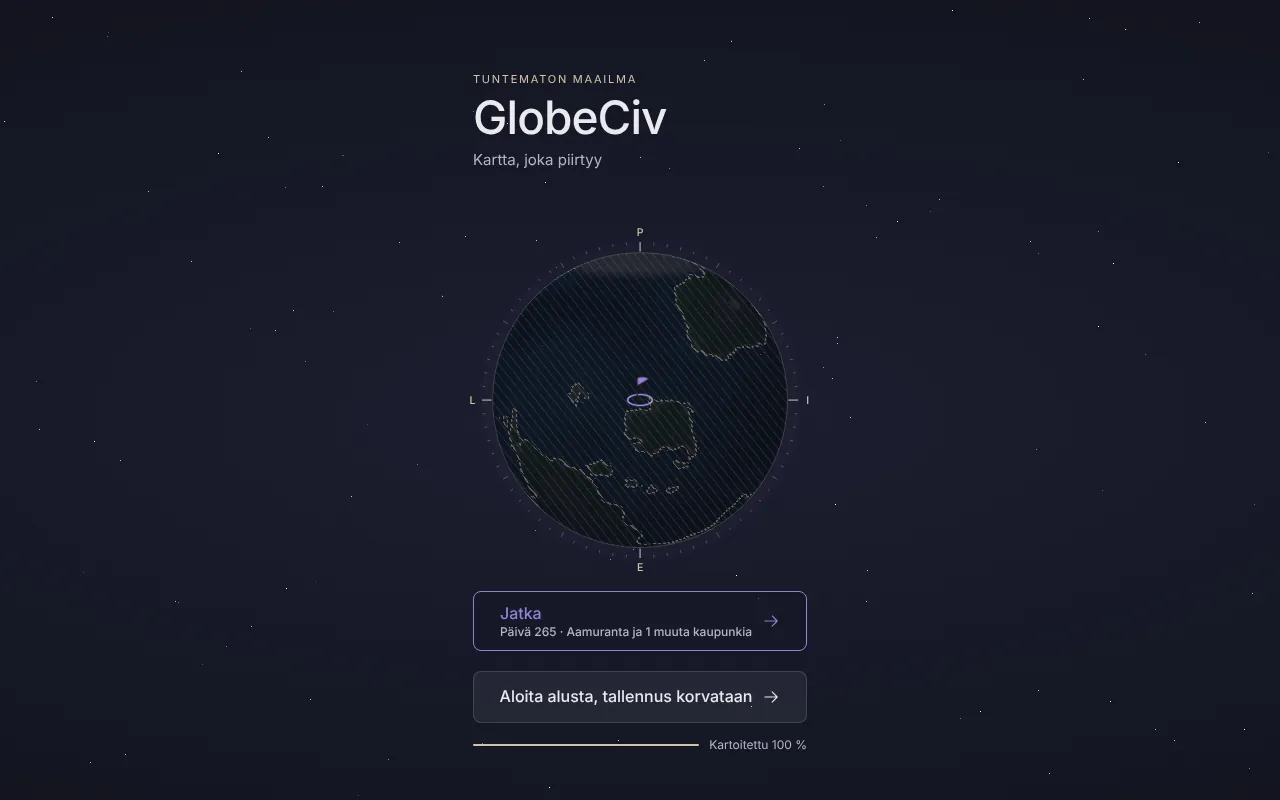 TUNTEMATON MAAILMA
GlobeCiv
Kartta, joka piirtyy
P
L
I
E
Jatka
Päivä 265 · Aamuranta ja 1 muuta kaupunkia
Aloita alusta, tallennus korvataan
Kartoitettu 100 %